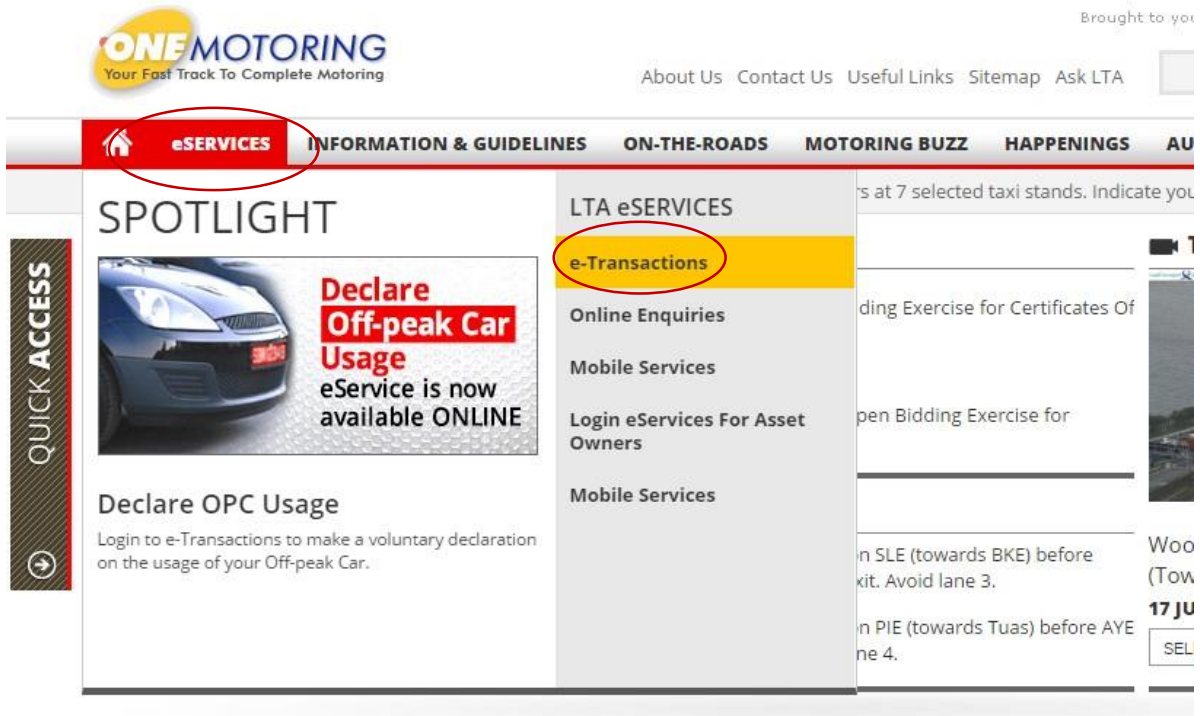 Brought to you
ONE MOTORING
Your Fast Track To Complete Motoring
About Us Contact Us Useful Links Sitemap Ask LTA
eSERVICES INFORMATION & GUIDELINES ON-THE-ROADS MOTORING BUZZ HAPPENINGS AU
s at 7 selected taxi stands. Indicate you
QUICK ACCESS
SPOTLIGHT
Declare
Off-peak Car
Usage
eService is now
available ONLINE
Declare OPC Usage
Login to e-Transactions to make a voluntary declaration
on the usage of your Off-peak Car.
LTA eSERVICES
e-Transactions
Online Enquiries
Mobile Services
Login eServices For Asset
Owners
Mobile Services
ding Exercise for Certificates Of
pen Bidding Exercise for
n SLE (towards BKE) before
xit. Avoid lane 3.
n PIE (towards Tuas) before AYE
ne 4.
T
Woo
(Tow
17 JU
SEL